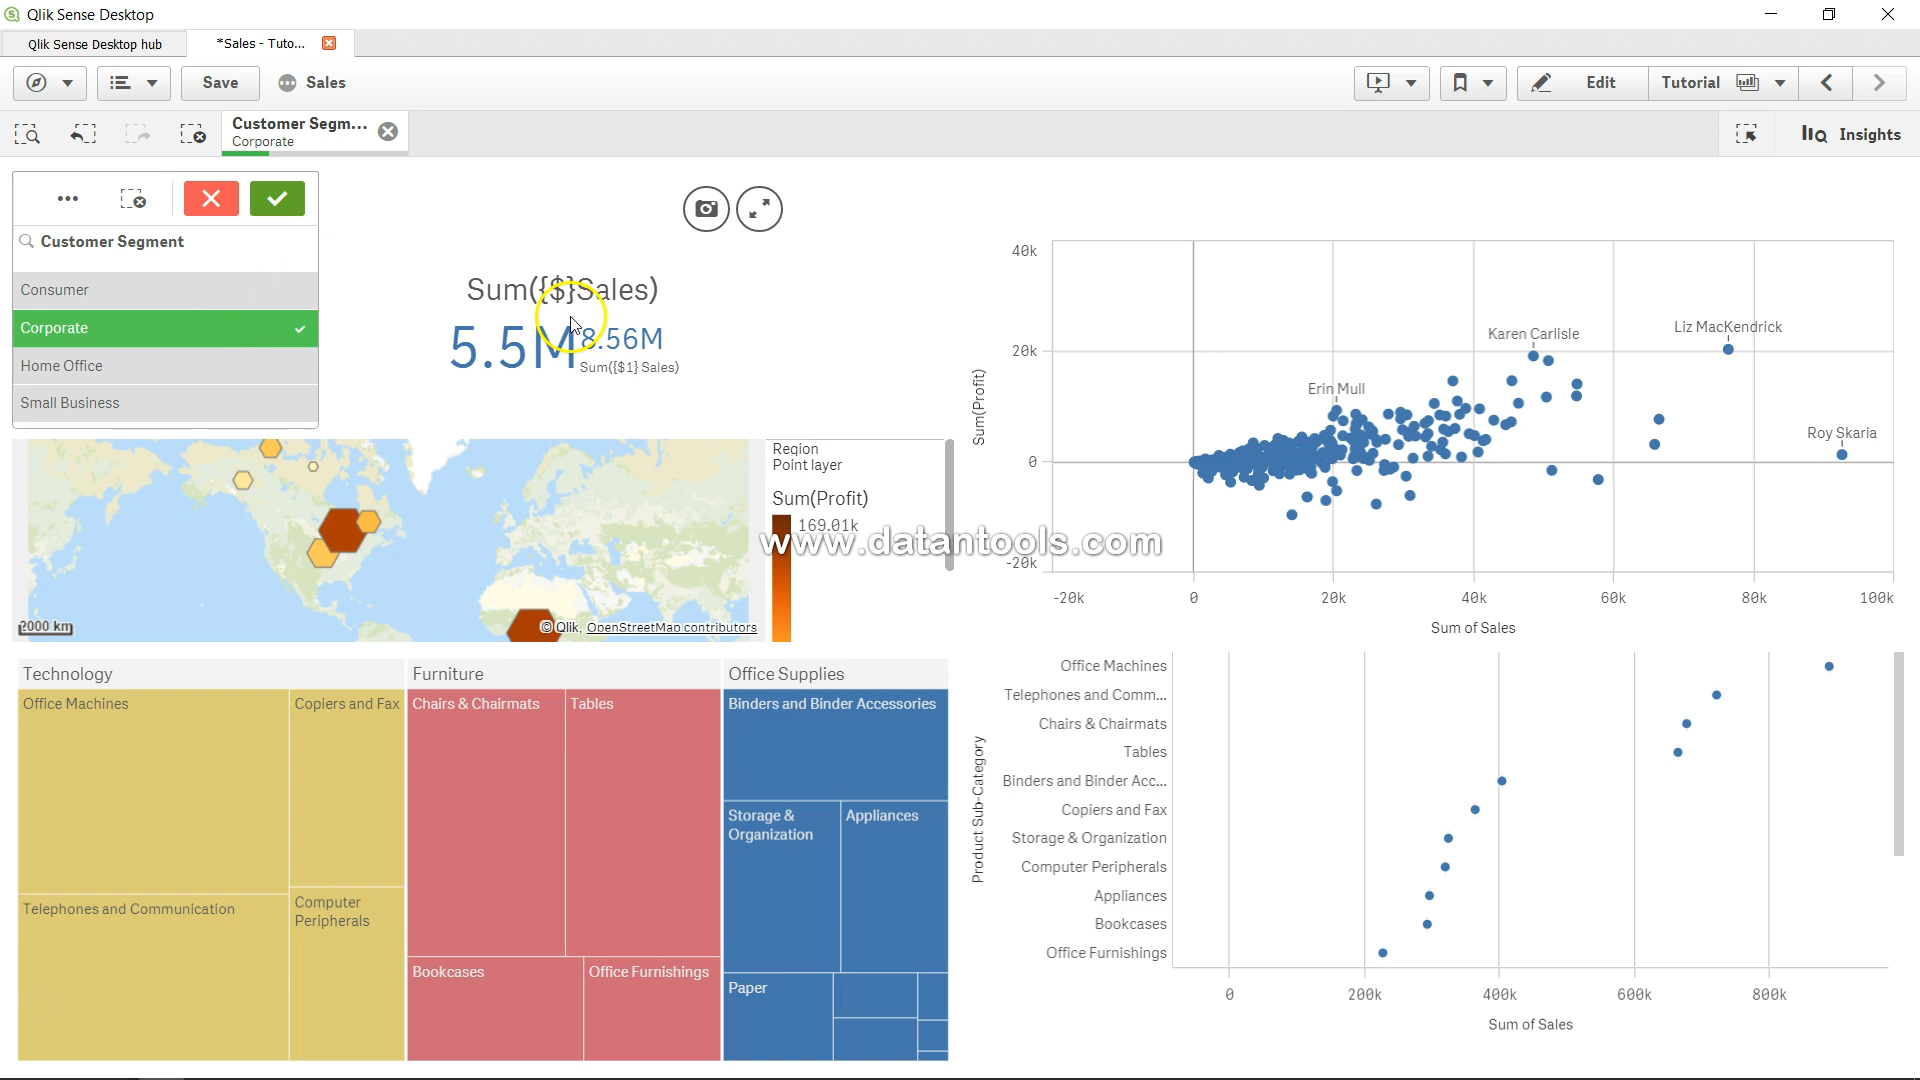 Qlik Sense Desktop
Qlik Sense Desktop hub
*Sales - Tuto...
Save
Sales
Edit
Tutorial
Customer Segm...
Corporate
Insights
Customer Segment
Consumer
Corporate
Home Office
Small Business
Sum({$}Sales)
5.5M
8.56M
Sum({$1} Sales)
2000 km
© Qlik, OpenStreetMap contributors
Region
Point layer
Sum(Profit)
169.01k
www.datantools.com
Sum(Profit)
40k
20k
0
-20k
Karen Carlisle
Liz MacKendrick
Erin Mull
Roy Skaria
-20k
0
20k
40k
60k
80k
100k
Sum of Sales
Technology
Office Machines
Copiers and Fax
Telephones and Communication
Computer
Peripherals
Furniture
Chairs & Chairmats
Tables
Bookcases
Office Furnishings
Office Supplies
Binders and Binder Accessories
Storage &
Organization
Appliances
Paper
Product Sub-Category
Office Machines
Telephones and Comm...
Chairs & Chairmats
Tables
Binders and Binder Acc...
Copiers and Fax
Storage & Organization
Computer Peripherals
Appliances
Bookcases
Office Furnishings
0
200k
400k
600k
800k
Sum of Sales